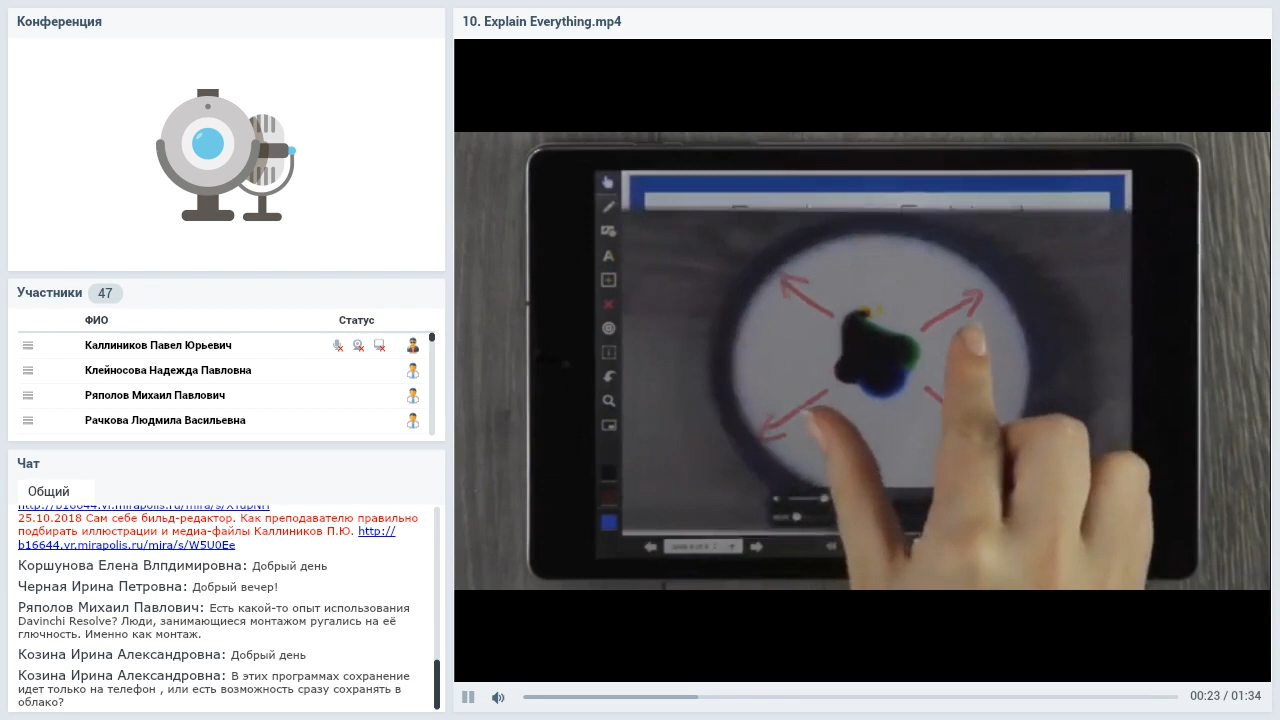 Конференция
10. Explain Everything.mp4
Участники 47
ФИО Статус
Каллиников Павел Юрьевич
Клейносова Надежда Павловна
Ряполов Михаил Павлович
Рачкова Людмила Васильевна
Чат
Общий
25.10.2018 Сам себе бильд-редактор. Как преподавателю правильно
подбирать иллюстрации и медиа-файлы Каллиников П.Ю. http://
b16644.vr.mirapolis.ru/mira/s/W5U0Ee
Коршунова Елена Влпдимировна: Добрый день
Черная Ирина Петровна: Добрый вечер!
Ряполов Михаил Павлович: Есть какой-то опыт использования
Davinchi Resolve? Люди, занимающиеся монтажом ругались на её
глючность. Именно как монтаж.
Козина Ирина Александровна: Добрый день
Козина Ирина Александровна: В этих программах сохранение
идет только на телефон , или есть возможность сразу сохранять в
облако?
A
00:23 / 01:34